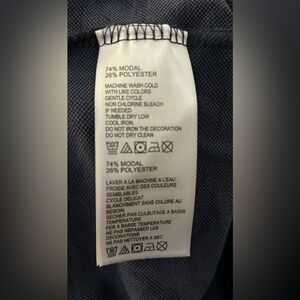 74% MODAL
26% POLYESTER
MACHINE WASH COLD
WITH LIKE COLORS
GENTLE CYCLE
NON CHLORINE BLEACH
IF NEEDED
TUMBLE DRY LOW
COOL IRON
DO NOT IRON THE DECORATION
DO NOT DRY CLEAN
74% MODAL
26% POLYESTER
LAVER A LA MACHINE A L'EAU
FROIDE AVEC DES COULEURS
SEMBLABLES
CYCLE DELICAT
BLANCHIMENT SANS CHLORE AU
BESOIN
SECHER PAR CULBUTAGE A BASSE
TEMPERATURE
FER A BASSE TEMPERATURE
NE PAS REPASSER LES
DECORATIONS
NE PAS NETTOYER A SEC